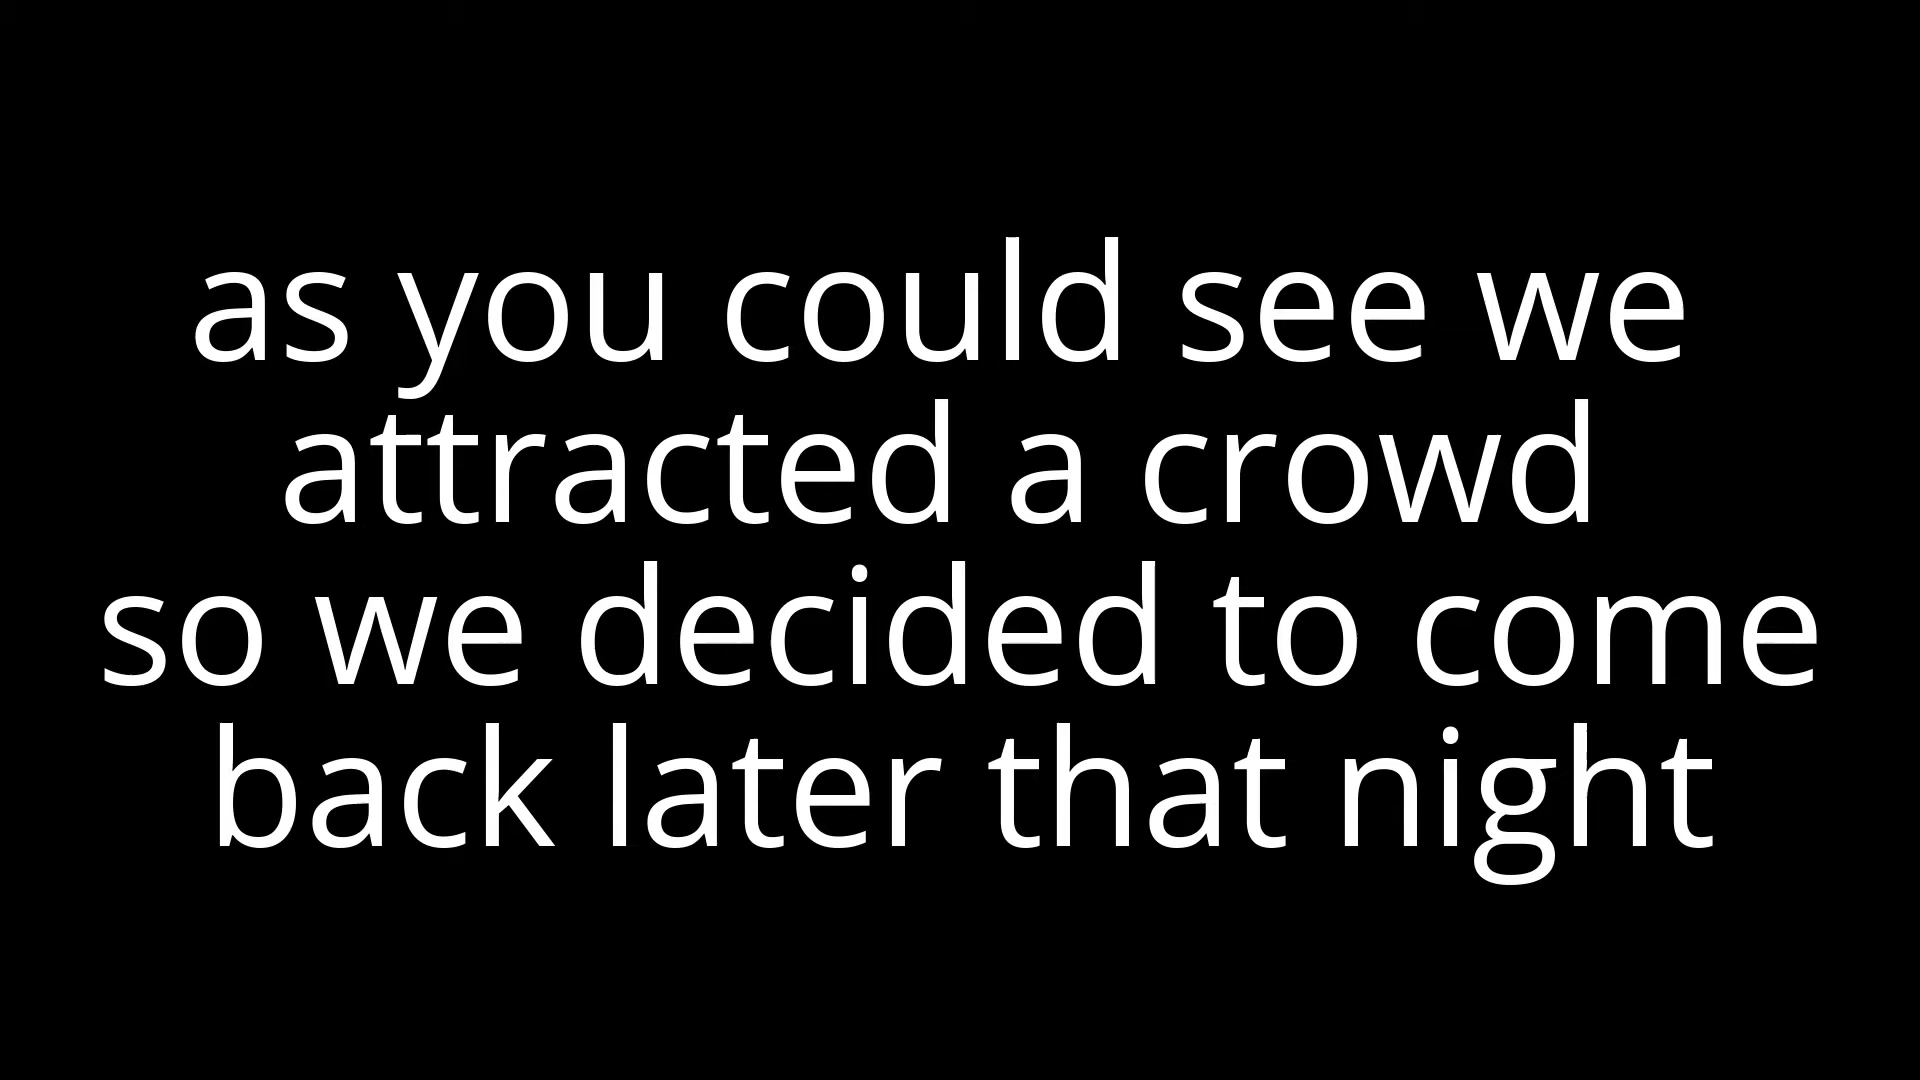 as you could see we
attracted a crowd
so we decided to come
back later that night